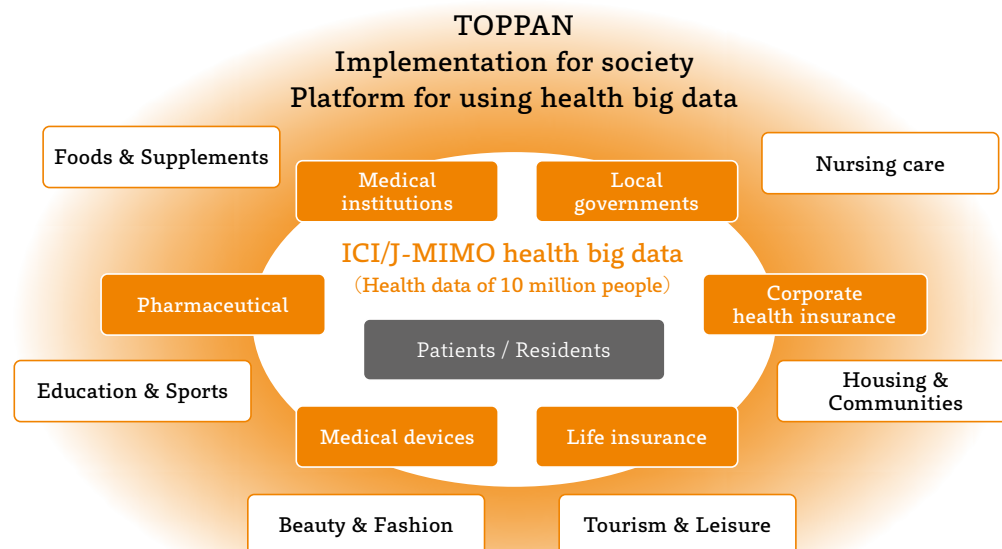 TOPPAN
Implementation for society
Platform for using health big data
Foods & Supplements
Nursing care
Medical
institutions
Local
governments
ICI/J-MIMO health big data
（Health data of 10 million people）
Pharmaceutical
Corporate
health insurance
Patients / Residents
Education & Sports
Housing &
Communities
Medical devices
Life insurance
Beauty & Fashion
Tourism & Leisure